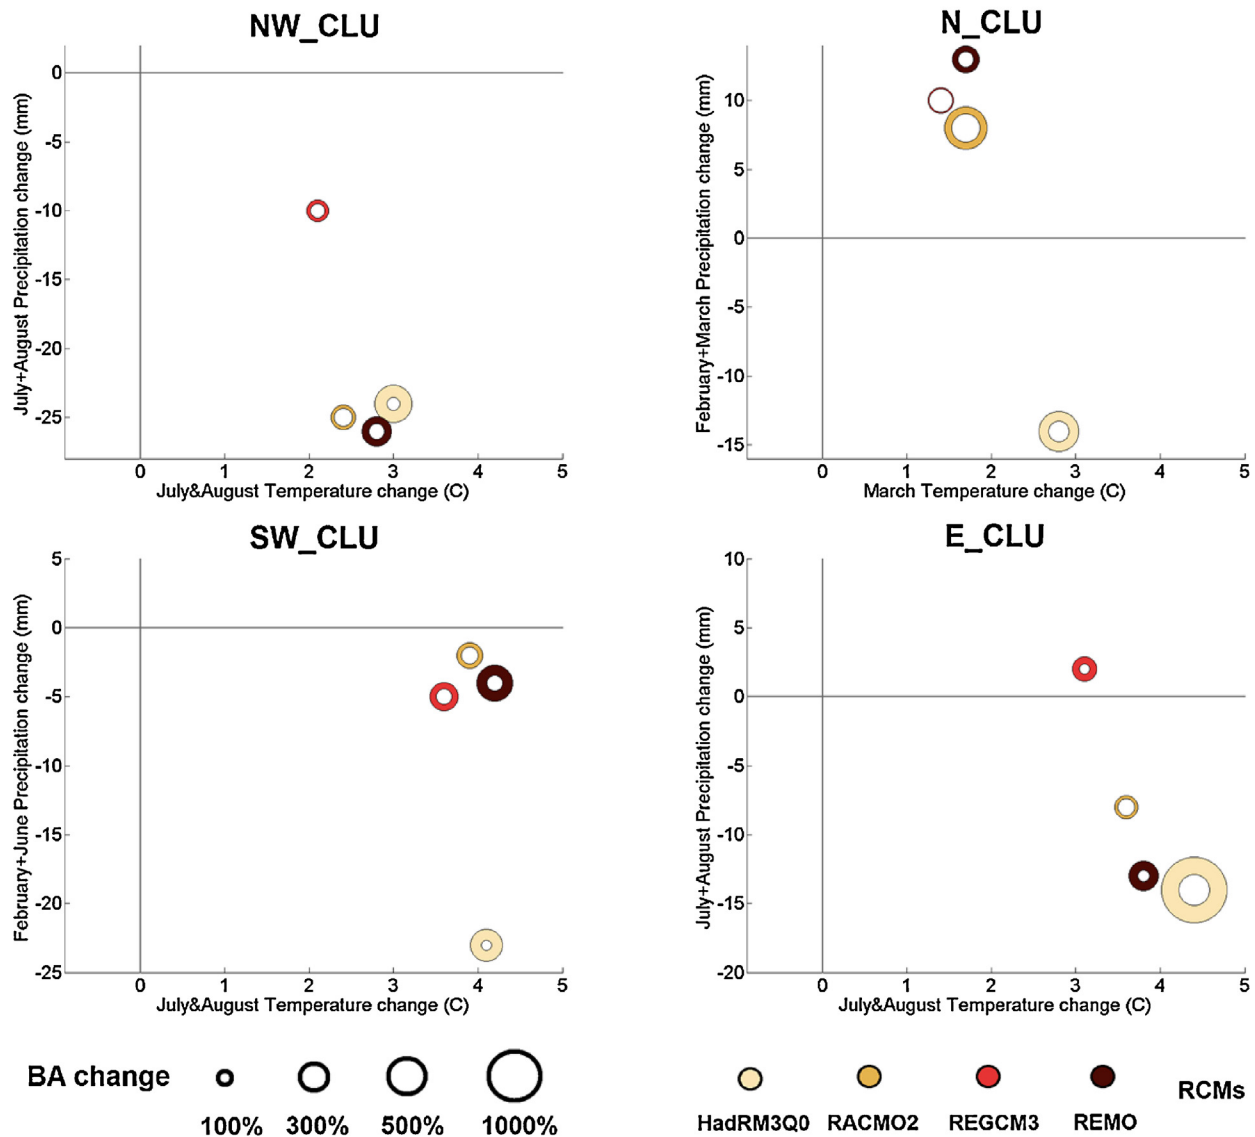 NW_CLU
0
-5
-10
-15
-20
-25
July+August Precipitation change (mm)
0 1 2 3 4 5
July&August Temperature change (C)
N_CLU
10
5
0
-5
-10
-15
February+March Precipitation change (mm)
0 1 2 3 4 5
March Temperature change (C)
SW_CLU
5
0
-5
-10
-15
-20
-25
February+June Precipitation change (mm)
0 1 2 3 4 5
July&August Temperature change (C)
E_CLU
10
5
0
-5
-10
-15
-20
July+August Precipitation change (mm)
0 1 2 3 4 5
July&August Temperature change (C)
BA change
100% 300% 500% 1000%
HadRM3Q0 RACMO2 REGCM3 REMO
RCMs